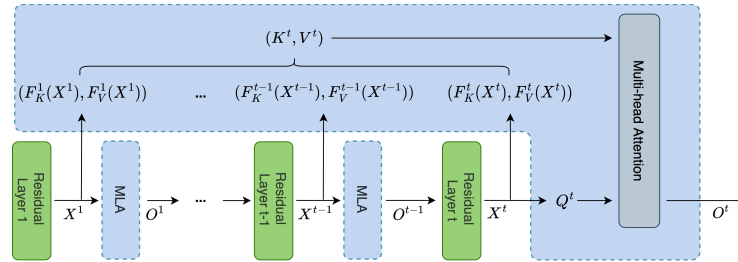 (K^t, V^t)
(F_K^1(X^1), F_V^1(X^1))
...
(F_K^{t-1}(X^{t-1}), F_V^{t-1}(X^{t-1}))
(F_K^t(X^t), F_V^t(X^t))
Multi-head Attention
Residual
Layer 1
X^1
MLA
O^1
...
Residual
Layer t-1
X^{t-1}
MLA
O^{t-1}
Residual
Layer t
X^t
Q^t
O^t